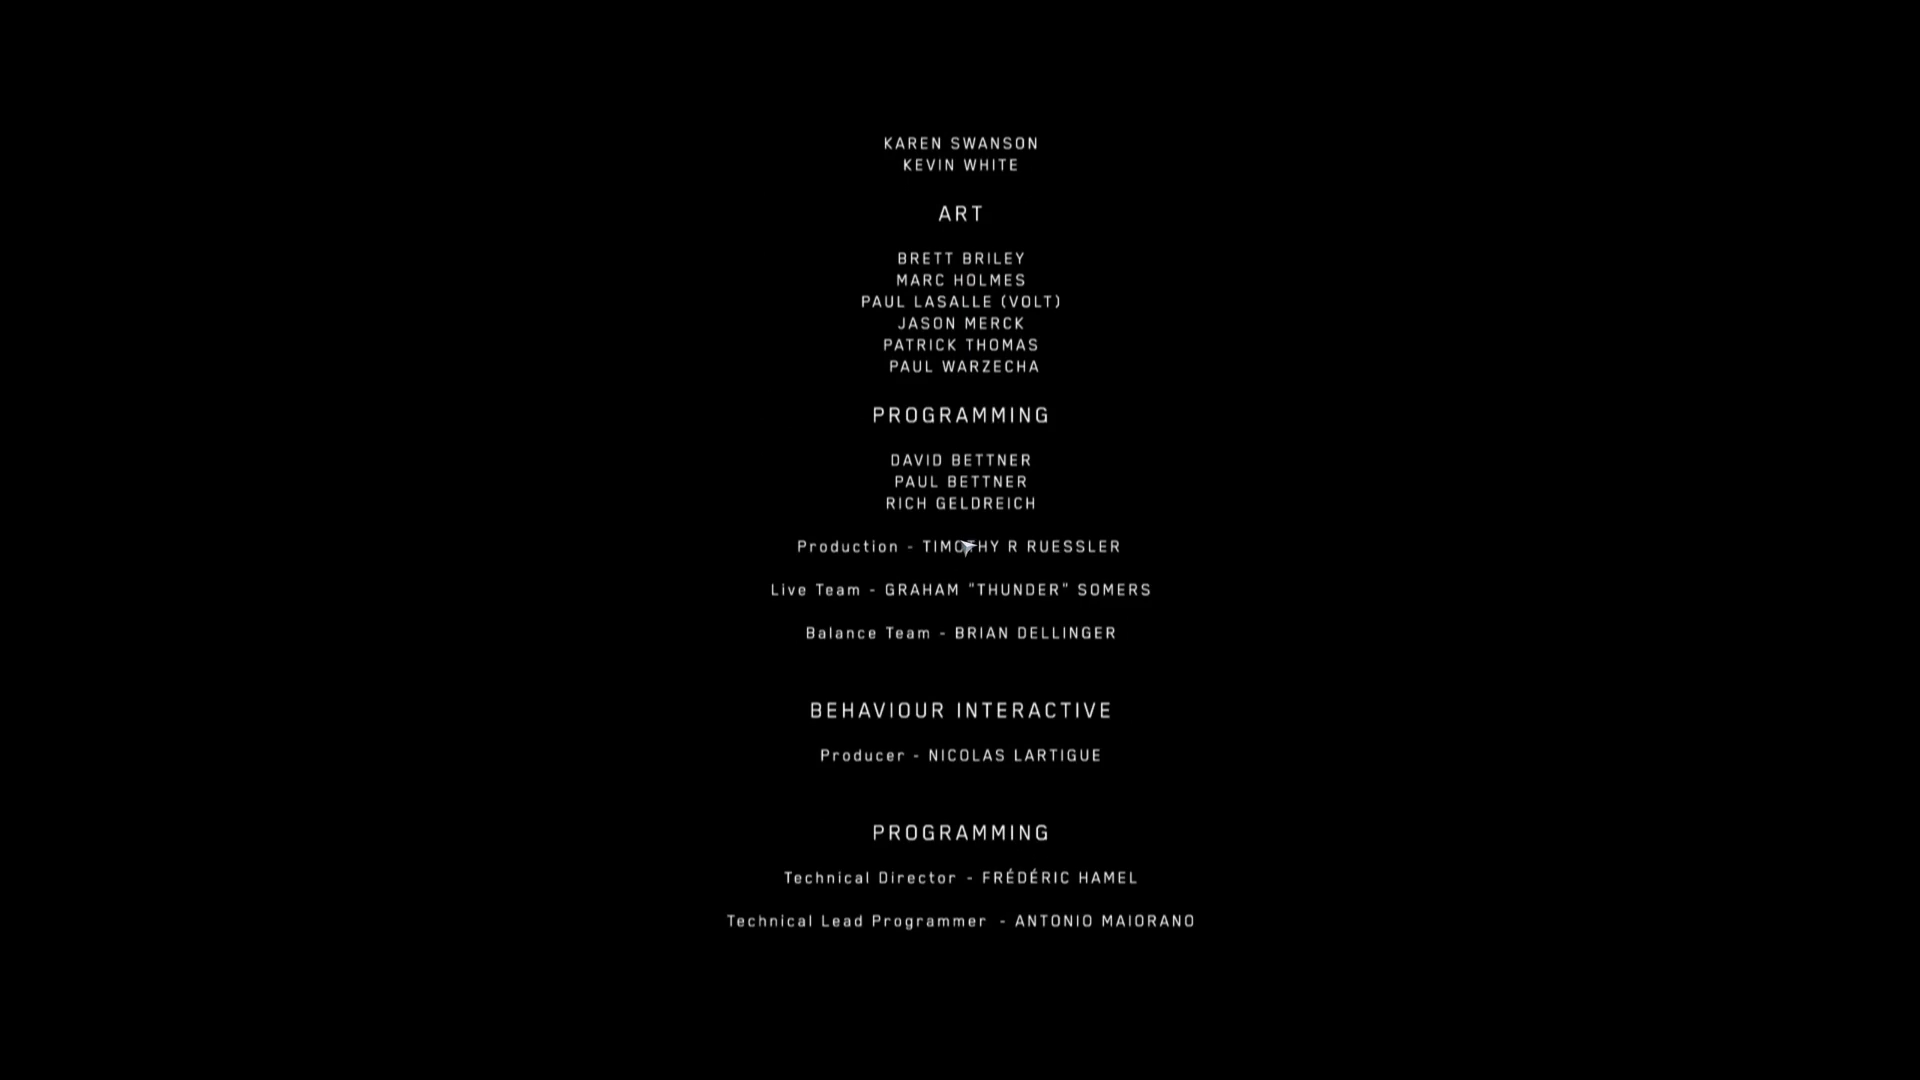 KAREN SWANSON
KEVIN WHITE
ART
BRETT BRILEY
MARC HOLMES
PAUL LASALLE (VOLT)
JASON MERCK
PATRICK THOMAS
PAUL WARZECHA
PROGRAMMING
DAVID BETTNER
PAUL BETTNER
RICH GELDREICH
Production - TIMOTHY R RUESSLER
Live Team - GRAHAM "THUNDER" SOMERS
Balance Team - BRIAN DELLINGER
BEHAVIOUR INTERACTIVE
Producer - NICOLAS LARTIGUE
PROGRAMMING
Technical Director - FRÉDÉRIC HAMEL
Technical Lead Programmer - ANTONIO MAIORANO